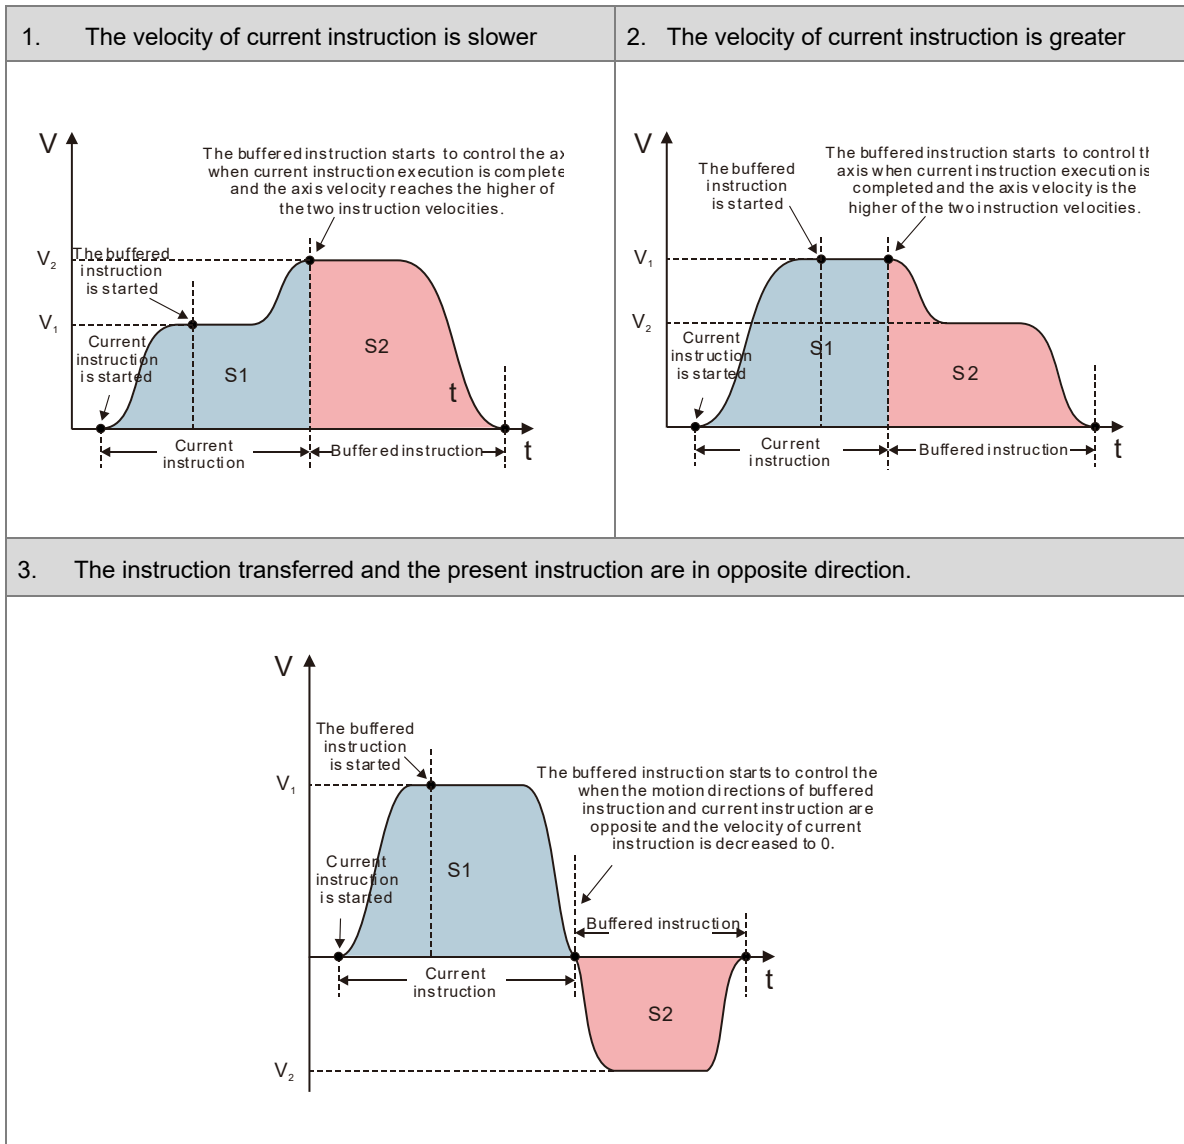 1. The velocity of current instruction is slower
2. The velocity of current instruction is greater
V
The buffered instruction starts to control the ax
when current instruction execution is complete
and the axis velocity reaches the higher of
the two instruction velocities.
V2
The buffered
instruction
is started
V1
Current
instruction
is started
S1
S2
t
Current
instruction
Buffered instruction
t
V
The buffered
instruction
is started
The buffered instruction starts to control th
axis when current instruction execution is
completed and the axis velocity is the
higher of the two instruction velocities.
V1
V2
Current
instruction
is started
S1
S2
Current
instruction
Buffered instruction
t
3. The instruction transferred and the present instruction are in opposite direction.
V
The buffered
instruction
is started
V1
The buffered instruction starts to control the
when the motion directions of buffered
instruction and current instruction are
opposite and the velocity of current
instruction is decreased to 0.
Current
instruction
is started
S1
Buffered instruction
Current
instruction
t
S2
V2